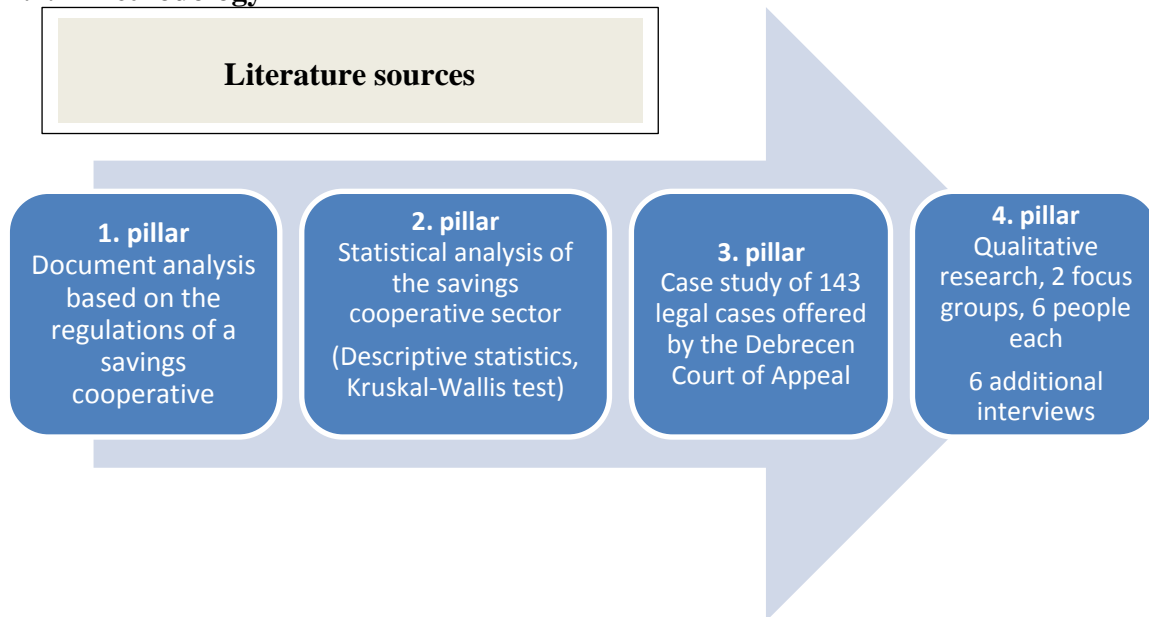 Literature sources
1. pillar
Document analysis
based on the
regulations of a
savings
cooperative
2. pillar
Statistical analysis of
the savings
cooperative sector
(Descriptive statistics,
Kruskal-Wallis test)
3. pillar
Case study of 143
legal cases offered
by the Debrecen
Court of Appeal
4. pillar
Qualitative
research, 2 focus
groups, 6 people
each
6 additional
interviews